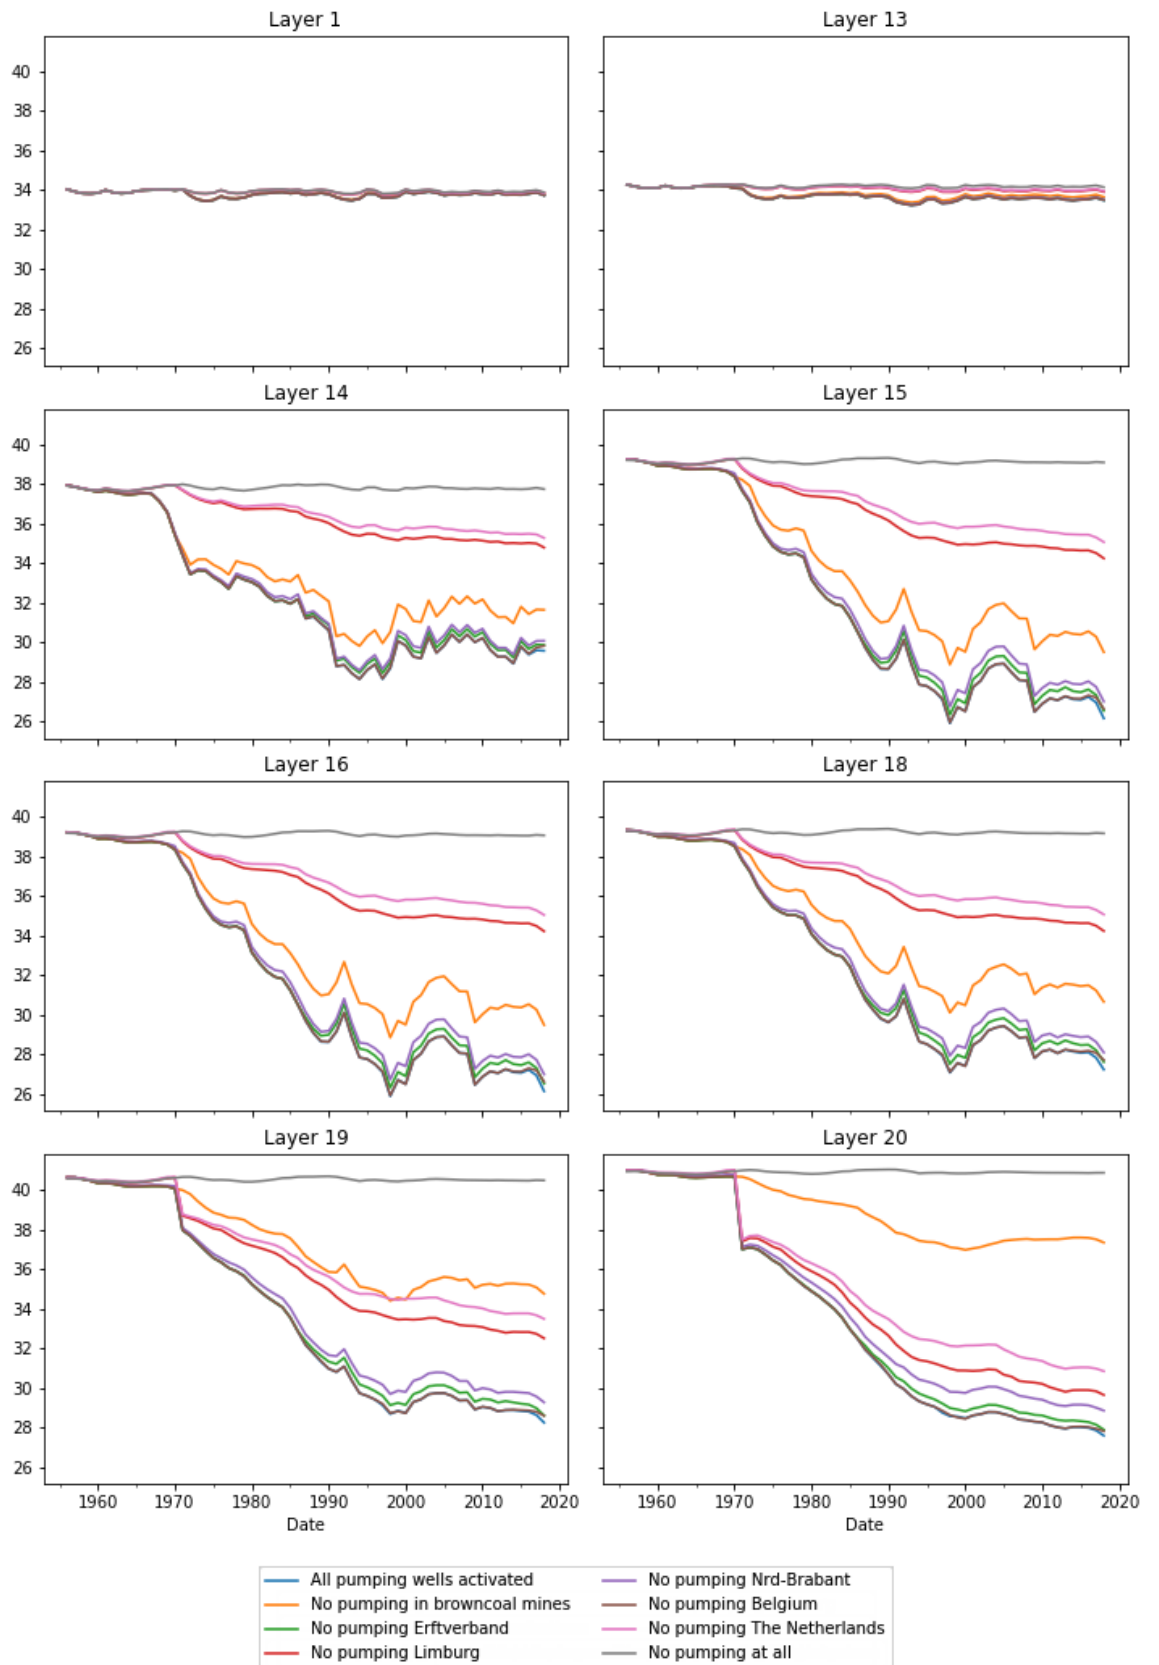 Layer 1
Layer 13
40
38
36
34
32
30
28
26
Layer 14
Layer 15
40
38
36
34
32
30
28
26
Layer 16
Layer 18
40
38
36
34
32
30
28
26
Layer 19
Layer 20
40
38
36
34
32
30
28
26
1960 1970 1980 1990 2000 2010 2020
1960 1970 1980 1990 2000 2010 2020
Date
Date
All pumping wells activated
No pumping in browncoal mines
No pumping Erftverband
No pumping Limburg
No pumping Nrd-Brabant
No pumping Belgium
No pumping The Netherlands
No pumping at all